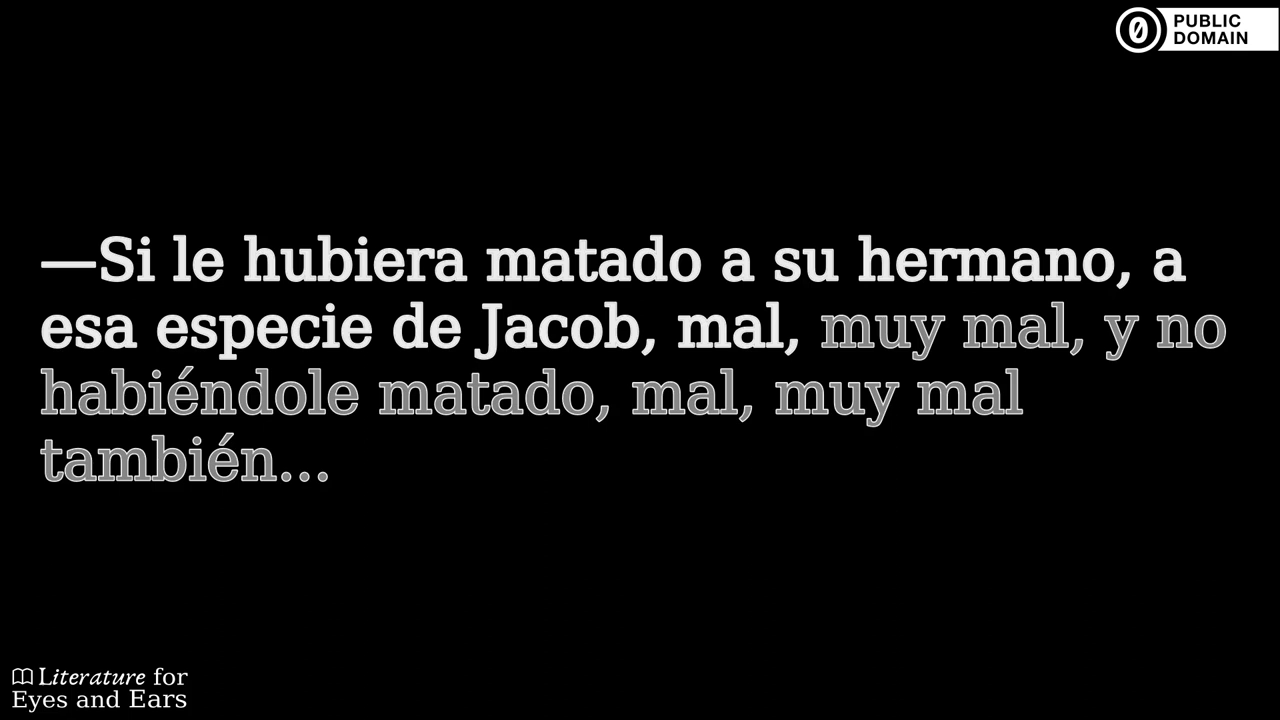 PUBLIC
DOMAIN
—Si le hubiera matado a su hermano, a
esa especie de Jacob, mal, muy mal, y no
habiéndole matado, mal, muy mal
también...
Literature for
Eyes and Ears